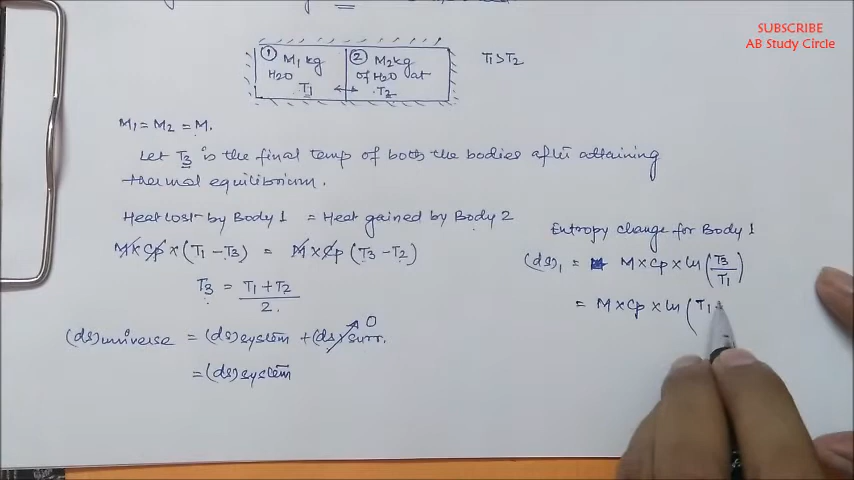 SUBSCRIBE
AB Study Circle
① M1 kg
H2O
T1
② M2 kg
of H2O at
T2
T1 > T2
M1 = M2 = M.
Let T3 is the final temp of both the bodies after attaining
thermal equilibrium.
Heat lost by Body 1 = Heat gained by Body 2
M × Cp × (T1 - T3) = M × Cp (T3 - T2)
T3 = T1 + T2 / 2.
(ds)universe = (ds)system + (ds)surr. 0
= (ds)system
Entropy change for Body 1
(ds)1 = M × Cp × ln (T3 / T1)
= M × Cp × ln (T1